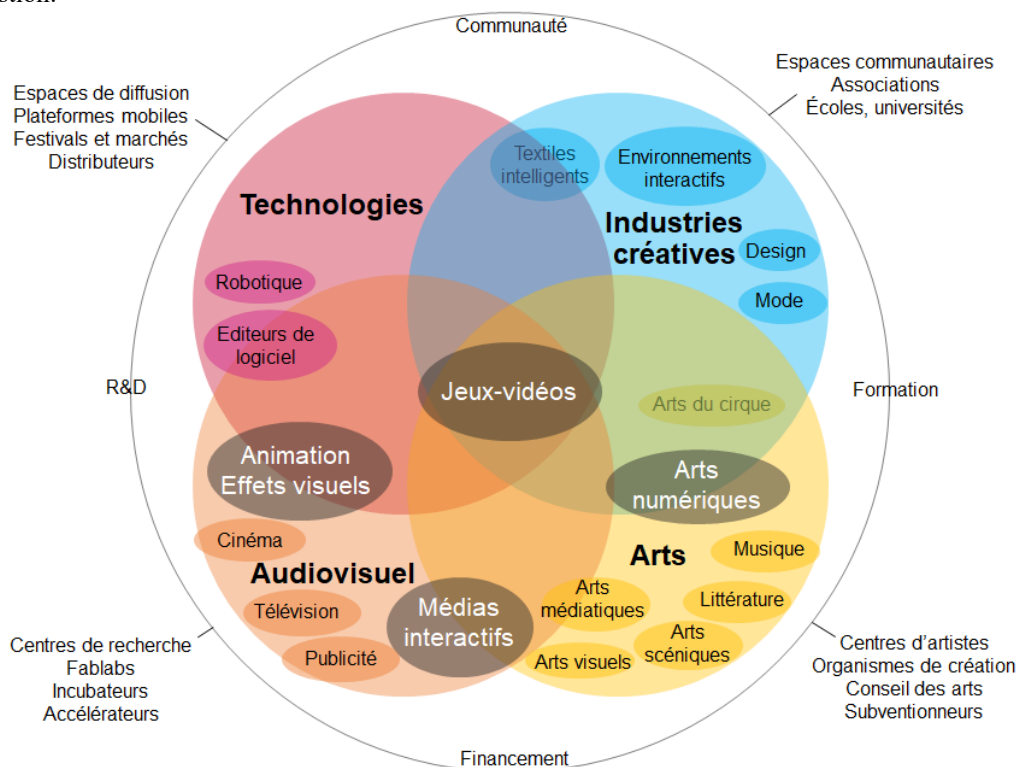 stion.
Communauté
Espaces communautaires
Associations
Écoles, universités
Espaces de diffusion
Plateformes mobiles
Festivals et marchés
Distributeurs
Textiles
intelligents
Environnements
interactifs
Technologies
Industries
créatives
Design
Robotique
Mode
Editeurs de
logiciel
R&D
Jeux-vidéos
Formation
Arts du cirque
Animation
Effets visuels
Arts
numériques
Cinéma
Musique
Audiovisuel
Arts
Télévision
Médias
interactifs
Arts
médiatiques
Littérature
Publicité
Arts visuels
Arts
scéniques
Centres de recherche
Fablabs
Incubateurs
Accélérateurs
Centres d’artistes
Organismes de création
Conseil des arts
Subventionneurs
Financement